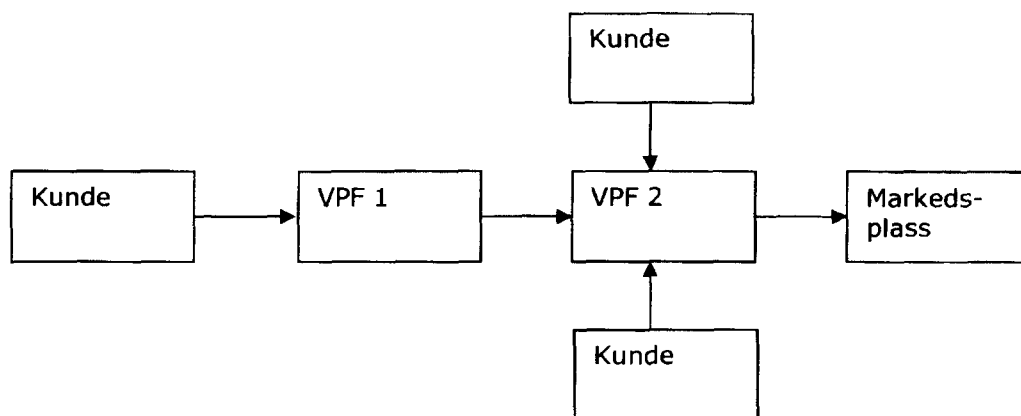 Kunde
Kunde
VPF 1
VPF 2
Markeds-
plass
Kunde